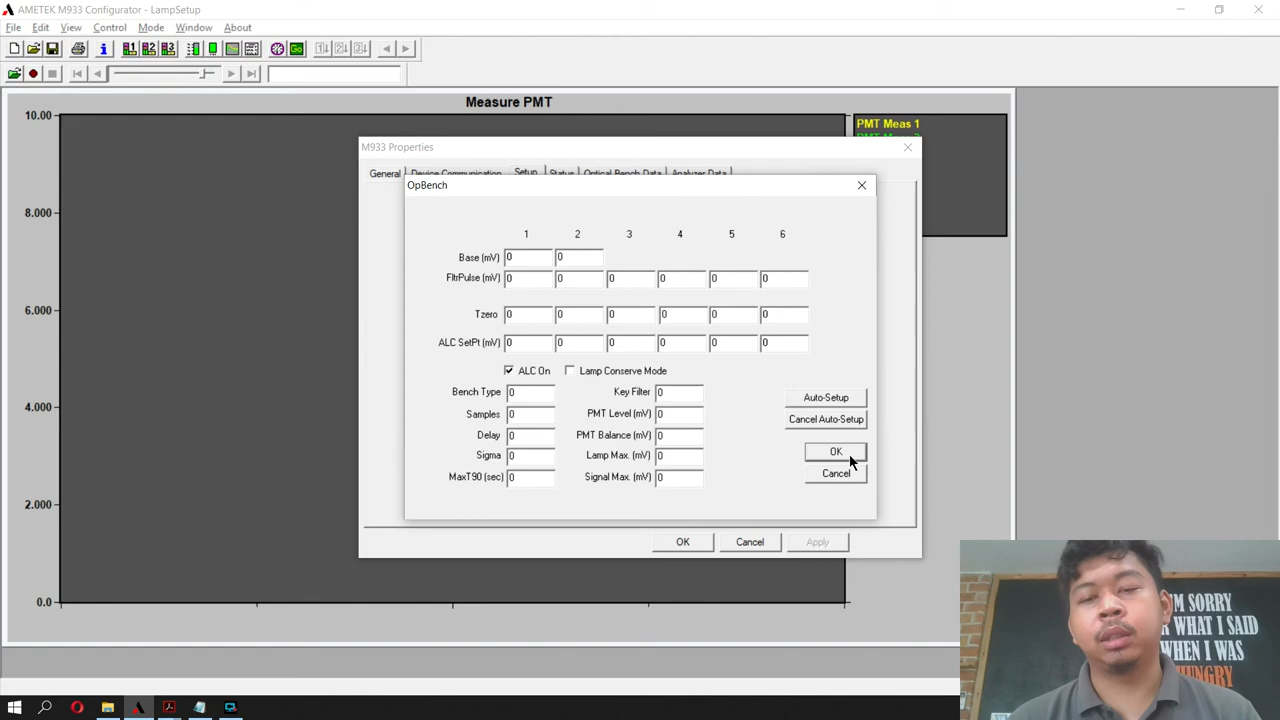 AMETEK M933 Configurator - LampSetup
File Edit View Control Mode Window About
Measure PMT
10.00
8.000
6.000
4.000
2.000
0.0
PMT Meas 1
M933 Properties
General Device Communication Setup Status Optical Bench Data Analyzer Data
OpBench
1 2 3 4 5 6
Base (mV) 0 0
FltrPulse (mV) 0 0 0 0 0 0
Tzero 0 0 0 0 0 0
ALC SetPt (mV) 0 0 0 0 0 0
ALC On Lamp Conserve Mode
Bench Type 0 Key Filter 0
Samples 0 PMT Level (mV) 0
Delay 0 PMT Balance (mV) 0
Sigma 0 Lamp Max. (mV) 0
MaxT90 (sec) 0 Signal Max. (mV) 0
Auto-Setup
Cancel Auto-Setup
OK
Cancel
OK Cancel Apply
'M SORRY
WHAT I SAID
WHEN I WAS
HUNGRY